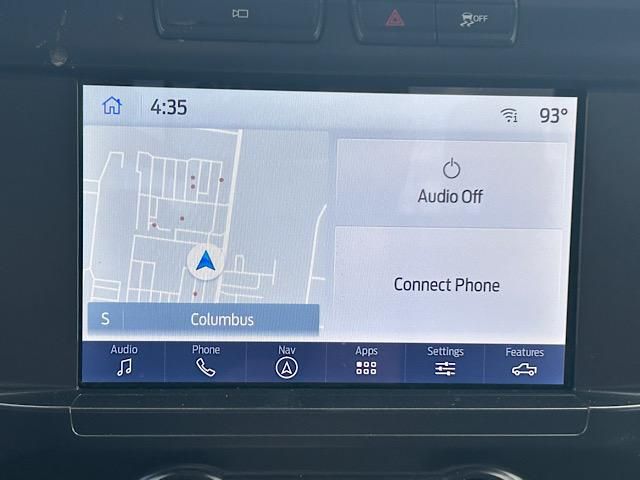 OFF
4:35
93°
Audio Off
Connect Phone
S Columbus
Audio Phone Nav Apps Settings Features